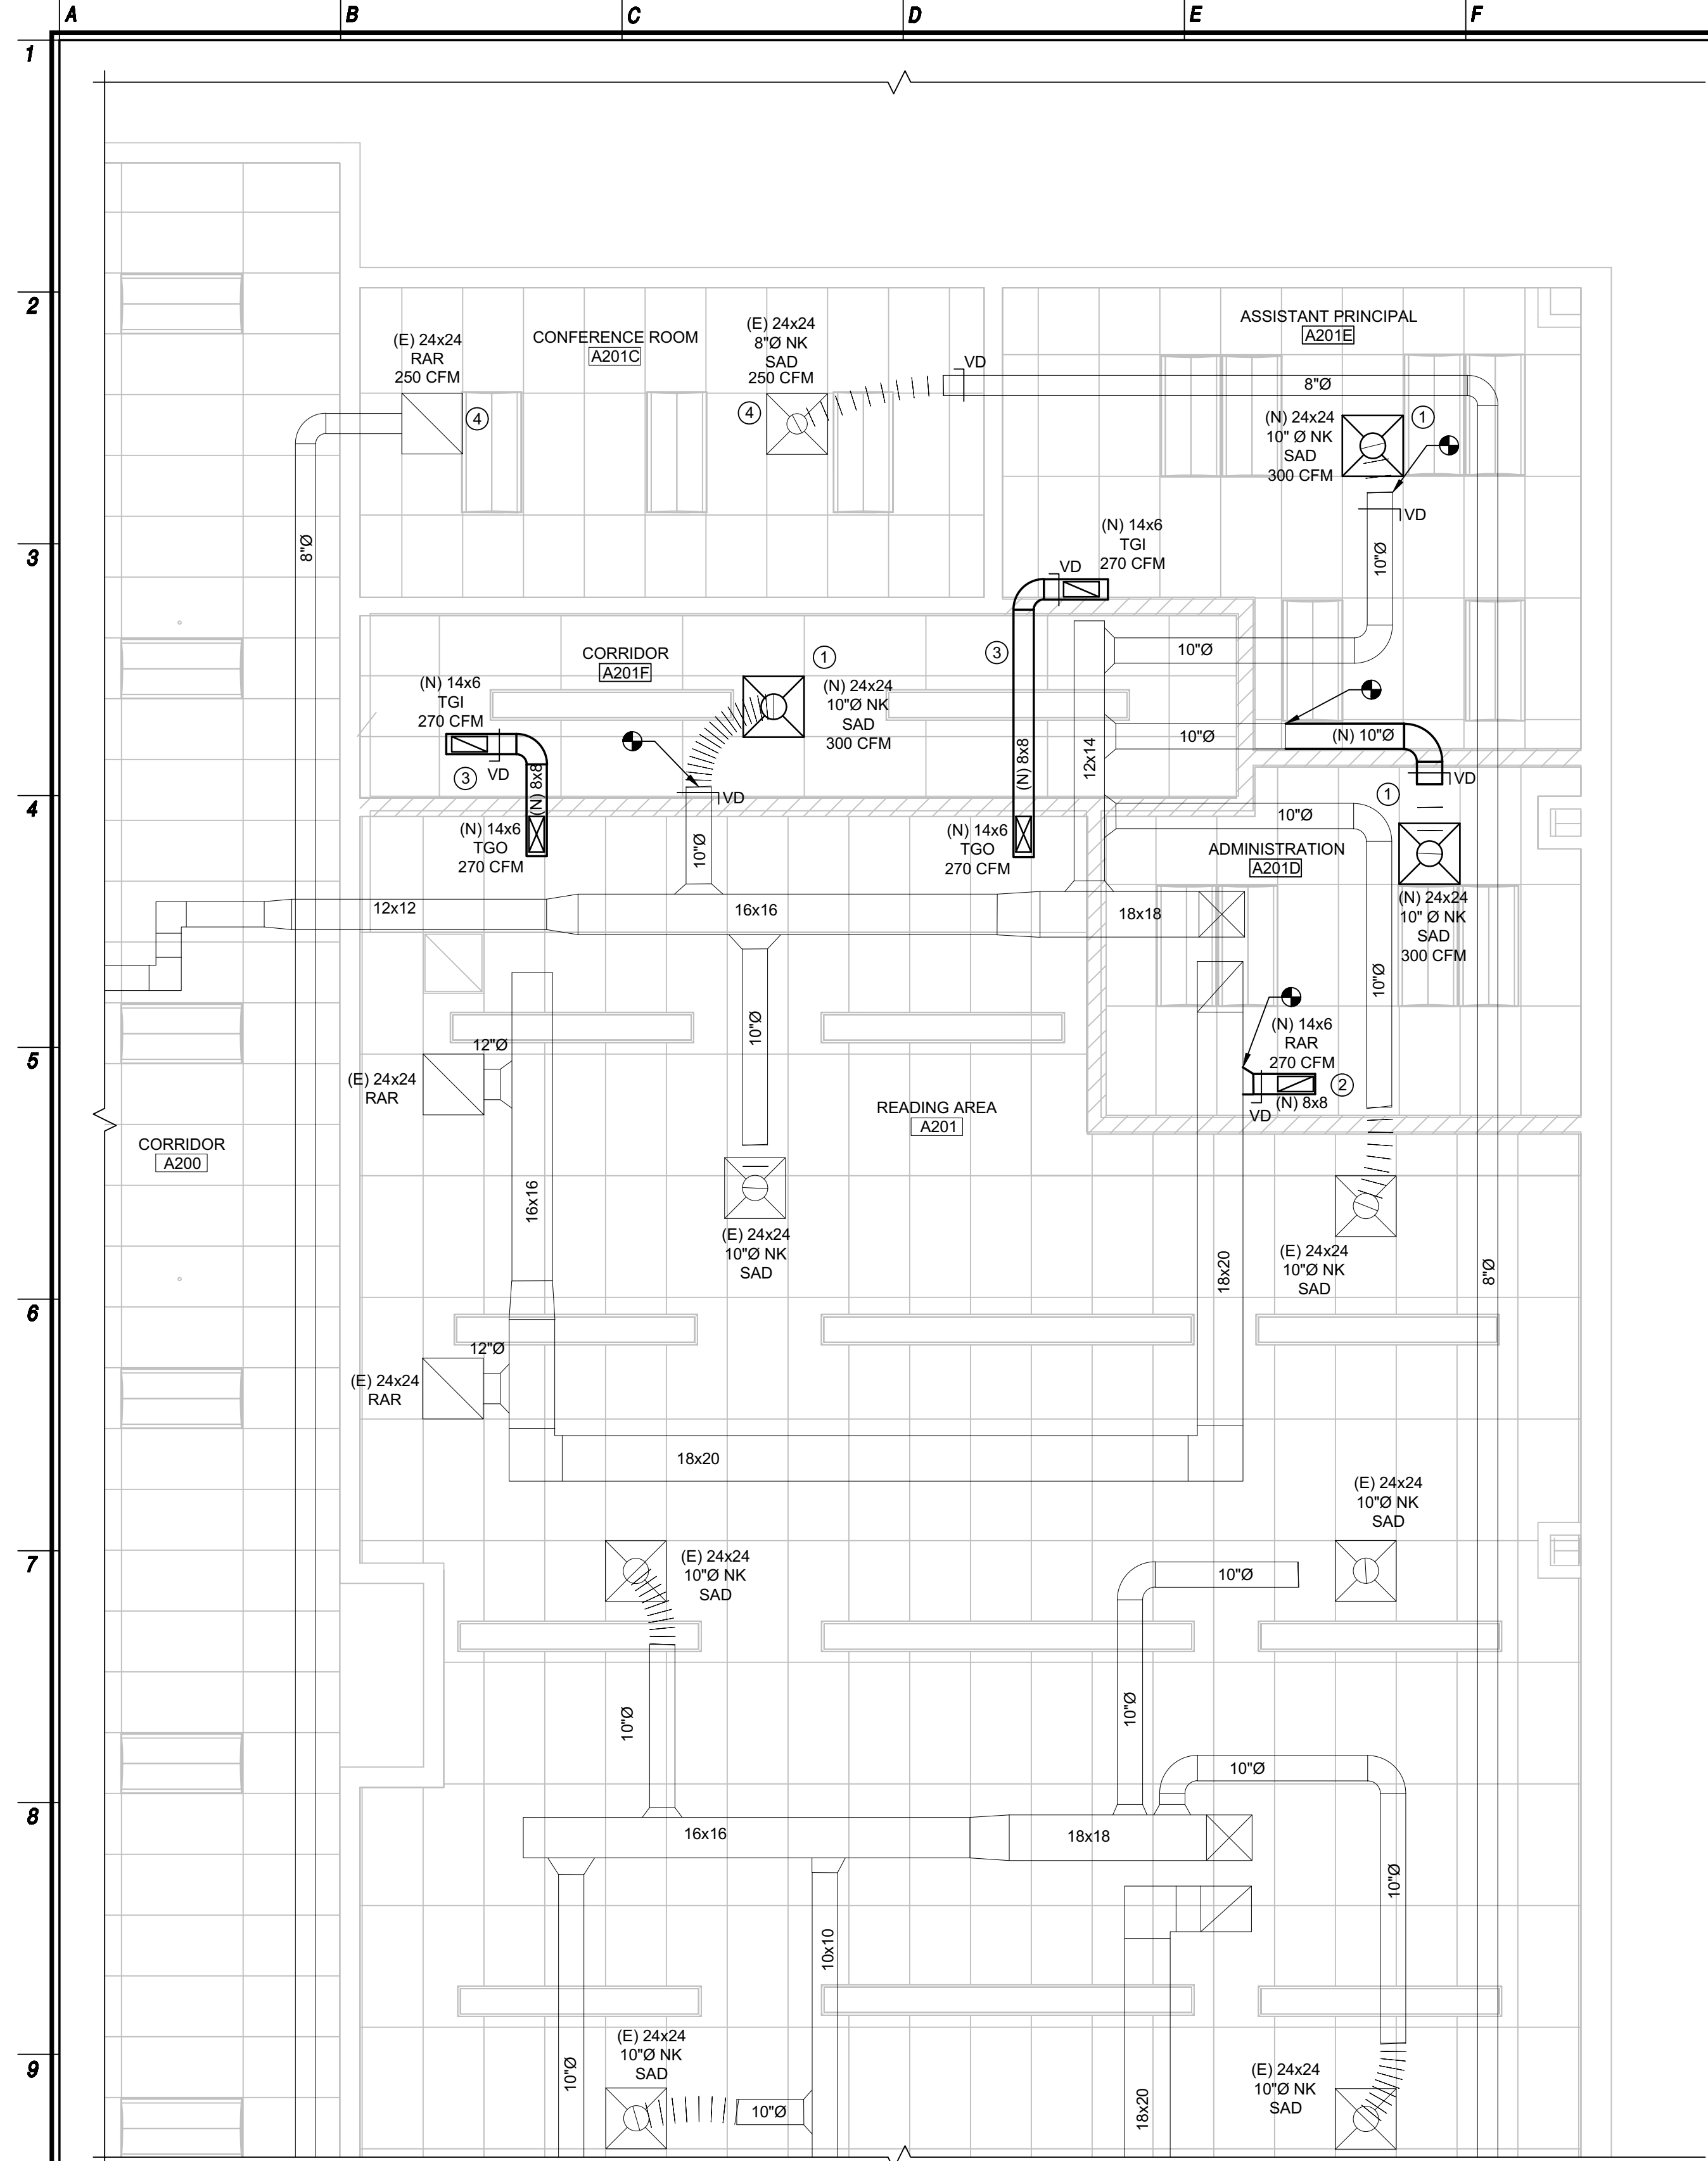 A
B
C
D
E
F
1
2
3
4
5
6
7
8
9
(E) 24x24
RAR
250 CFM
4
CONFERENCE ROOM
A201C
(E) 24x24
8"Ø NK
SAD
250 CFM
4
VD
8"Ø
ASSISTANT PRINCIPAL
A201E
(N) 24x24
10" Ø NK
SAD
300 CFM
1
VD
10"Ø
8"Ø
(N) 14x6
TGI
270 CFM
VD
3
10"Ø
CORRIDOR
A201F
1
(N) 24x24
10"Ø NK
SAD
300 CFM
(N) 14x6
TGI
270 CFM
3
VD
(N) 8x8
(N) 8x8
12x14
10"Ø
(N) 10"Ø
VD
1
VD
(N) 14x6
TGO
270 CFM
10"Ø
(N) 14x6
TGO
270 CFM
10"Ø
ADMINISTRATION
A201D
(N) 24x24
10" Ø NK
SAD
300 CFM
12x12
16x16
18x18
10"Ø
10"Ø
12"Ø
(E) 24x24
RAR
(N) 14x6
RAR
270 CFM
2
(N) 8x8
VD
READING AREA
A201
CORRIDOR
A200
16x16
(E) 24x24
10"Ø NK
SAD
18x20
(E) 24x24
10"Ø NK
SAD
8"Ø
12"Ø
(E) 24x24
RAR
18x20
(E) 24x24
10"Ø NK
SAD
(E) 24x24
10"Ø NK
SAD
10"Ø
10"Ø
10"Ø
10"Ø
16x16
18x18
10"Ø
10x10
(E) 24x24
10"Ø NK
SAD
10"Ø
10"Ø
18x20
(E) 24x24
10"Ø NK
SAD